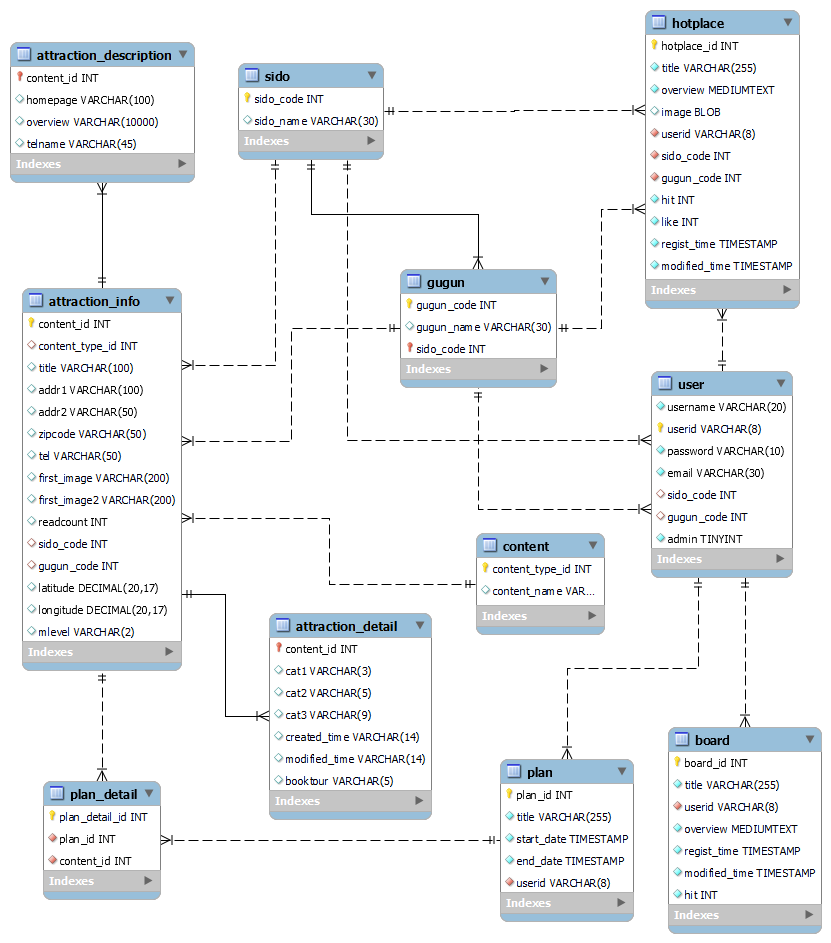 attraction_description
content_id INT
homepage VARCHAR(100)
overview VARCHAR(10000)
telname VARCHAR(45)
Indexes
sido
sido_code INT
sido_name VARCHAR(30)
Indexes
hotplace
hotplace_id INT
title VARCHAR(255)
overview MEDIUMTEXT
image BLOB
userid VARCHAR(8)
sido_code INT
gugun_code INT
hit INT
like INT
regist_time TIMESTAMP
modified_time TIMESTAMP
Indexes
attraction_info
content_id INT
content_type_id INT
title VARCHAR(100)
addr1 VARCHAR(100)
addr2 VARCHAR(50)
zipcode VARCHAR(50)
tel VARCHAR(50)
first_image VARCHAR(200)
first_image2 VARCHAR(200)
readcount INT
sido_code INT
gugun_code INT
latitude DECIMAL(20,17)
longitude DECIMAL(20,17)
mlevel VARCHAR(2)
Indexes
gugun
gugun_code INT
gugun_name VARCHAR(30)
sido_code INT
Indexes
user
username VARCHAR(20)
userid VARCHAR(8)
password VARCHAR(10)
email VARCHAR(30)
sido_code INT
gugun_code INT
admin TINYINT
Indexes
content
content_type_id INT
content_name VAR...
Indexes
attraction_detail
content_id INT
cat1 VARCHAR(3)
cat2 VARCHAR(5)
cat3 VARCHAR(9)
created_time VARCHAR(14)
modified_time VARCHAR(14)
booktour VARCHAR(5)
Indexes
plan_detail
plan_detail_id INT
plan_id INT
content_id INT
Indexes
plan
plan_id INT
title VARCHAR(255)
start_date TIMESTAMP
end_date TIMESTAMP
userid VARCHAR(8)
Indexes
board
board_id INT
title VARCHAR(255)
userid VARCHAR(8)
overview MEDIUMTEXT
regist_time TIMESTAMP
modified_time TIMESTAMP
hit INT
Indexes